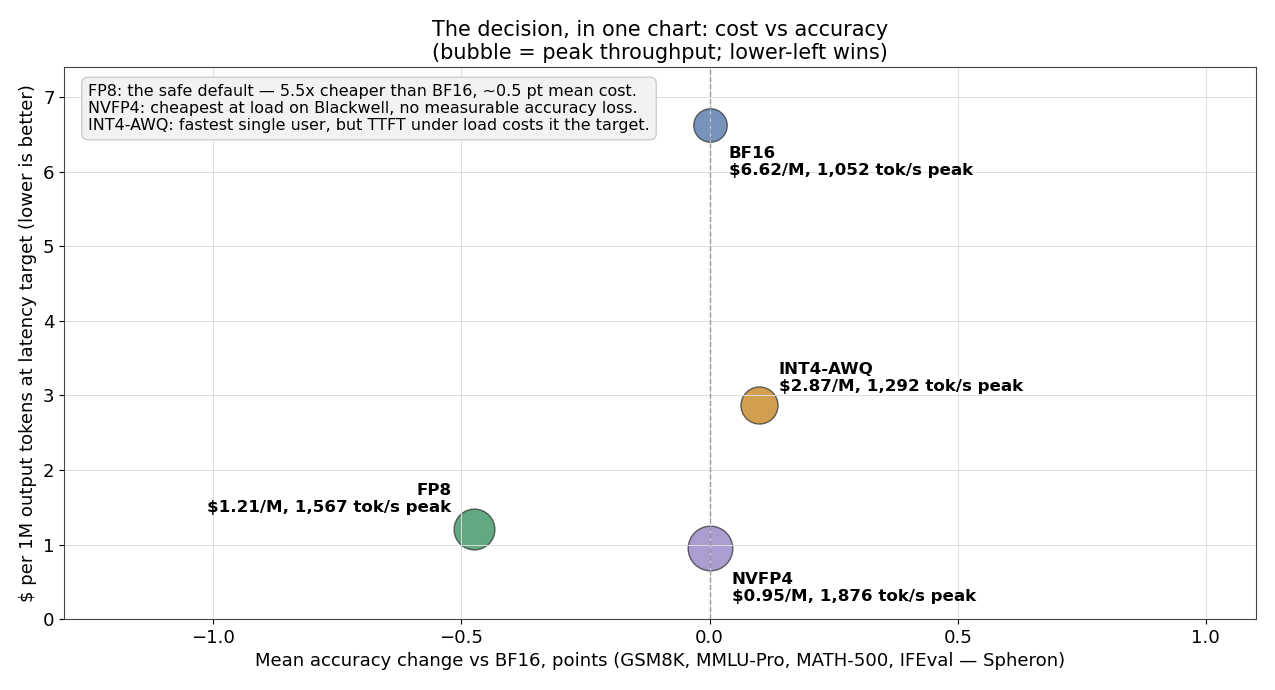 The decision, in one chart: cost vs accuracy
(bubble = peak throughput; lower-left wins)
FP8: the safe default — 5.5x cheaper than BF16, ~0.5 pt mean cost.
NVFP4: cheapest at load on Blackwell, no measurable accuracy loss.
INT4-AWQ: fastest single user, but TTFT under load costs it the target.
$ per 1M output tokens at latency target (lower is better)
7
6
5
4
3
2
1
0
BF16
$6.62/M, 1,052 tok/s peak
INT4-AWQ
$2.87/M, 1,292 tok/s peak
FP8
$1.21/M, 1,567 tok/s peak
NVFP4
$0.95/M, 1,876 tok/s peak
−1.0
−0.5
0.0
0.5
1.0
Mean accuracy change vs BF16, points (GSM8K, MMLU-Pro, MATH-500, IFEval — Spheron)